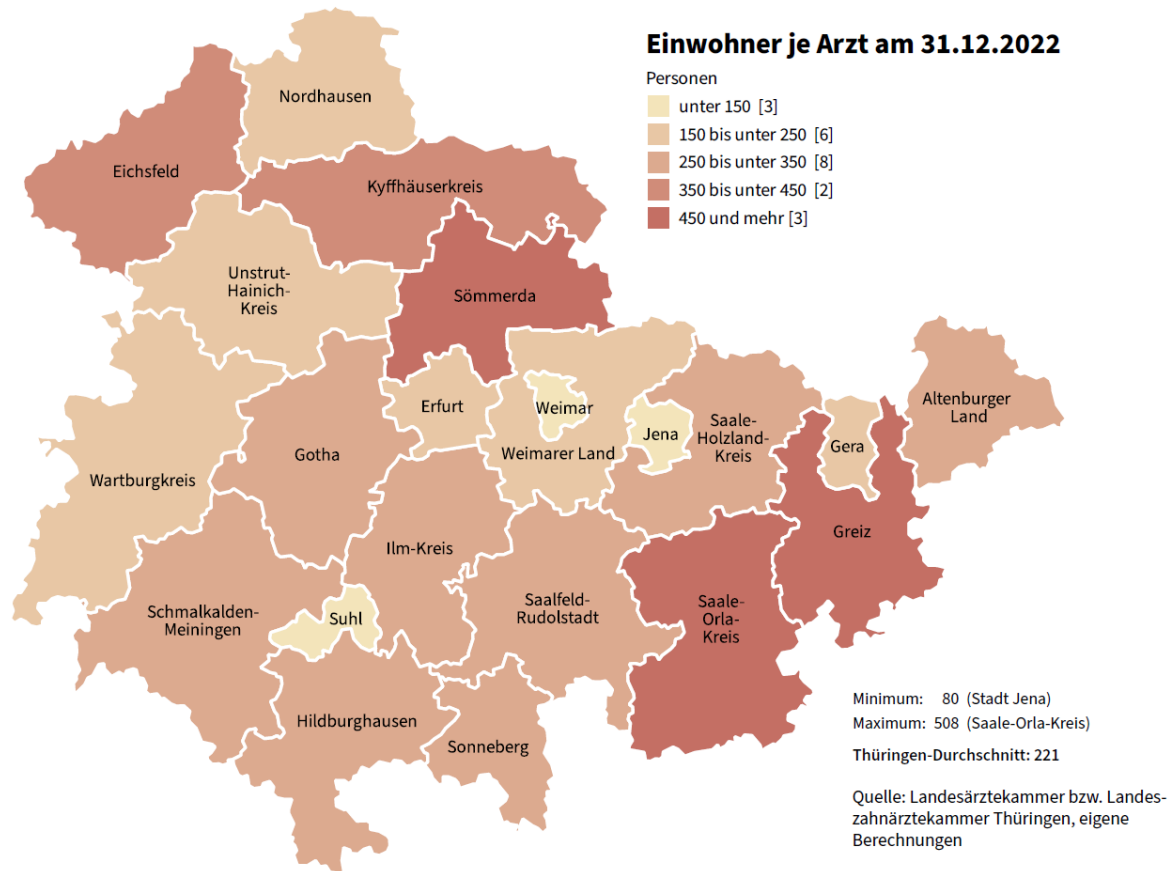 Einwohner je Arzt am 31.12.2022
Personen
unter 150 [3]
150 bis unter 250 [6]
250 bis unter 350 [8]
350 bis unter 450 [2]
450 und mehr [3]
Nordhausen
Eichsfeld
Kyffhäuserkreis
Unstrut-
Hainich-
Kreis
Sömmerda
Erfurt
Weimar
Jena
Saale-
Holzland-
Kreis
Altenburger
Land
Gera
Gotha
Weimarer Land
Wartburgkreis
Greiz
Ilm-Kreis
Schmalkalden-
Meiningen
Suhl
Saalfeld-
Rudolstadt
Saale-
Orla-
Kreis
Hildburghausen
Sonneberg
Minimum: 80 (Stadt Jena)
Maximum: 508 (Saale-Orla-Kreis)
Thüringen-Durchschnitt: 221
Quelle: Landesärztekammer bzw. Landes-
zahnärztekammer Thüringen, eigene
Berechnungen